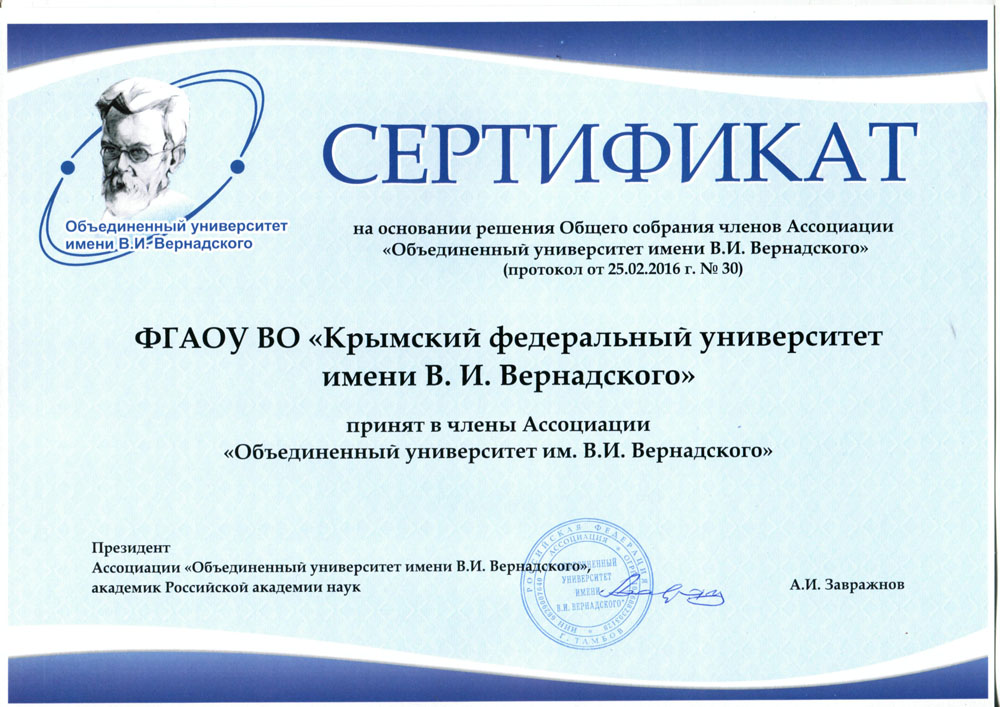 Объединенный университет
имени В.И. Вернадского
СЕРТИФИКАТ
на основании решения Общего собрания членов Ассоциации
«Объединенный университет имени В.И. Вернадского»
(протокол от 25.02.2016 г. № 30)
ФГАОУ ВО «Крымский федеральный университет
имени В. И. Вернадского»
принят в члены Ассоциации
«Объединенный университет им. В.И. Вернадского»
Президент
Ассоциации «Объединенный университет имени В.И. Вернадского»,
академик Российской академии наук
А.И. Завражнов
РОССИЙСКАЯ ФЕДЕРАЦИЯ
Г. ТАМБОВ
АССОЦИАЦИЯ
УНИВЕРСИТЕТ
ИМЕНИ
В.И. ВЕРНАДСКОГО"